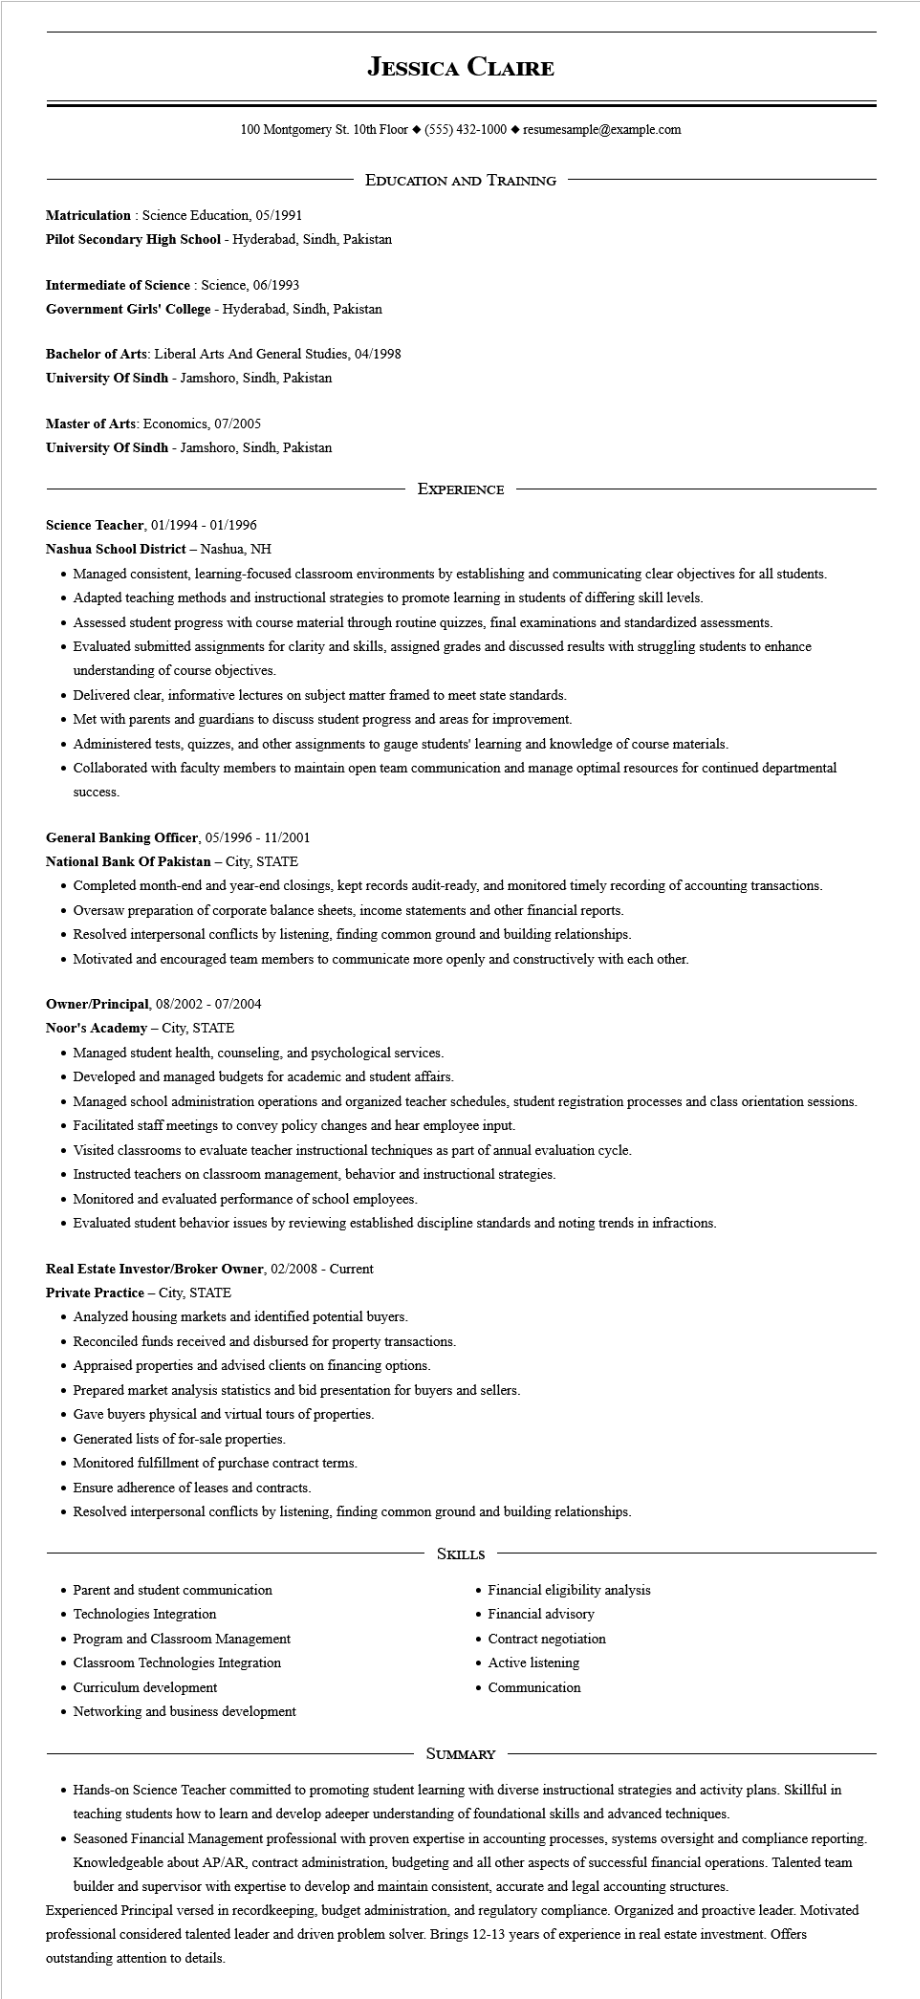 Jessica Claire
100 Montgomery St. 10th Floor ◆ (555) 432-1000 ◆ resumesample@example.com
Education and Training
Matriculation : Science Education, 05/1991
Pilot Secondary High School - Hyderabad, Sindh, Pakistan
Intermediate of Science : Science, 06/1993
Government Girls' College - Hyderabad, Sindh, Pakistan
Bachelor of Arts: Liberal Arts And General Studies, 04/1998
University Of Sindh - Jamshoro, Sindh, Pakistan
Master of Arts: Economics, 07/2005
University Of Sindh - Jamshoro, Sindh, Pakistan
Experience
Science Teacher, 01/1994 - 01/1996
Nashua School District – Nashua, NH
• Managed consistent, learning-focused classroom environments by establishing and communicating clear objectives for all students.
• Adapted teaching methods and instructional strategies to promote learning in students of differing skill levels.
• Assessed student progress with course material through routine quizzes, final examinations and standardized assessments.
• Evaluated submitted assignments for clarity and skills, assigned grades and discussed results with struggling students to enhance
understanding of course objectives.
• Delivered clear, informative lectures on subject matter framed to meet state standards.
• Met with parents and guardians to discuss student progress and areas for improvement.
• Administered tests, quizzes, and other assignments to gauge students' learning and knowledge of course materials.
• Collaborated with faculty members to maintain open team communication and manage optimal resources for continued departmental
success.
General Banking Officer, 05/1996 - 11/2001
National Bank Of Pakistan – City, STATE
• Completed month-end and year-end closings, kept records audit-ready, and monitored timely recording of accounting transactions.
• Oversaw preparation of corporate balance sheets, income statements and other financial reports.
• Resolved interpersonal conflicts by listening, finding common ground and building relationships.
• Motivated and encouraged team members to communicate more openly and constructively with each other.
Owner/Principal, 08/2002 - 07/2004
Noor's Academy – City, STATE
• Managed student health, counseling, and psychological services.
• Developed and managed budgets for academic and student affairs.
• Managed school administration operations and organized teacher schedules, student registration processes and class orientation sessions.
• Facilitated staff meetings to convey policy changes and hear employee input.
• Visited classrooms to evaluate teacher instructional techniques as part of annual evaluation cycle.
• Instructed teachers on classroom management, behavior and instructional strategies.
• Monitored and evaluated performance of school employees.
• Evaluated student behavior issues by reviewing established discipline standards and noting trends in infractions.
Real Estate Investor/Broker Owner, 02/2008 - Current
Private Practice – City, STATE
• Analyzed housing markets and identified potential buyers.
• Reconciled funds received and disbursed for property transactions.
• Appraised properties and advised clients on financing options.
• Prepared market analysis statistics and bid presentation for buyers and sellers.
• Gave buyers physical and virtual tours of properties.
• Generated lists of for-sale properties.
• Monitored fulfillment of purchase contract terms.
• Ensure adherence of leases and contracts.
• Resolved interpersonal conflicts by listening, finding common ground and building relationships.
Skills
• Parent and student communication
• Technologies Integration
• Program and Classroom Management
• Classroom Technologies Integration
• Curriculum development
• Networking and business development
• Financial eligibility analysis
• Financial advisory
• Contract negotiation
• Active listening
• Communication
Summary
• Hands-on Science Teacher committed to promoting student learning with diverse instructional strategies and activity plans. Skillful in
teaching students how to learn and develop adeeper understanding of foundational skills and advanced techniques.
• Seasoned Financial Management professional with proven expertise in accounting processes, systems oversight and compliance reporting.
Knowledgeable about AP/AR, contract administration, budgeting and all other aspects of successful financial operations. Talented team
builder and supervisor with expertise to develop and maintain consistent, accurate and legal accounting structures.
Experienced Principal versed in recordkeeping, budget administration, and regulatory compliance. Organized and proactive leader. Motivated
professional considered talented leader and driven problem solver. Brings 12-13 years of experience in real estate investment. Offers
outstanding attention to details.